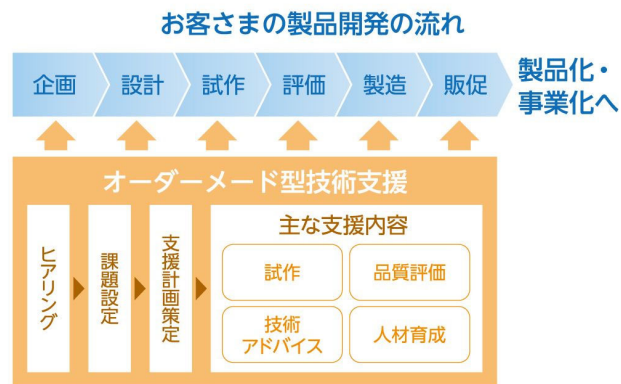 お客さまの製品開発の流れ
企画
設計
試作
評価
製造
販促
製品化・
事業化へ
オーダーメード型技術支援
ヒアリング
課題設定
支援計画策定
主な支援内容
試作
品質評価
技術
アドバイス
人材育成